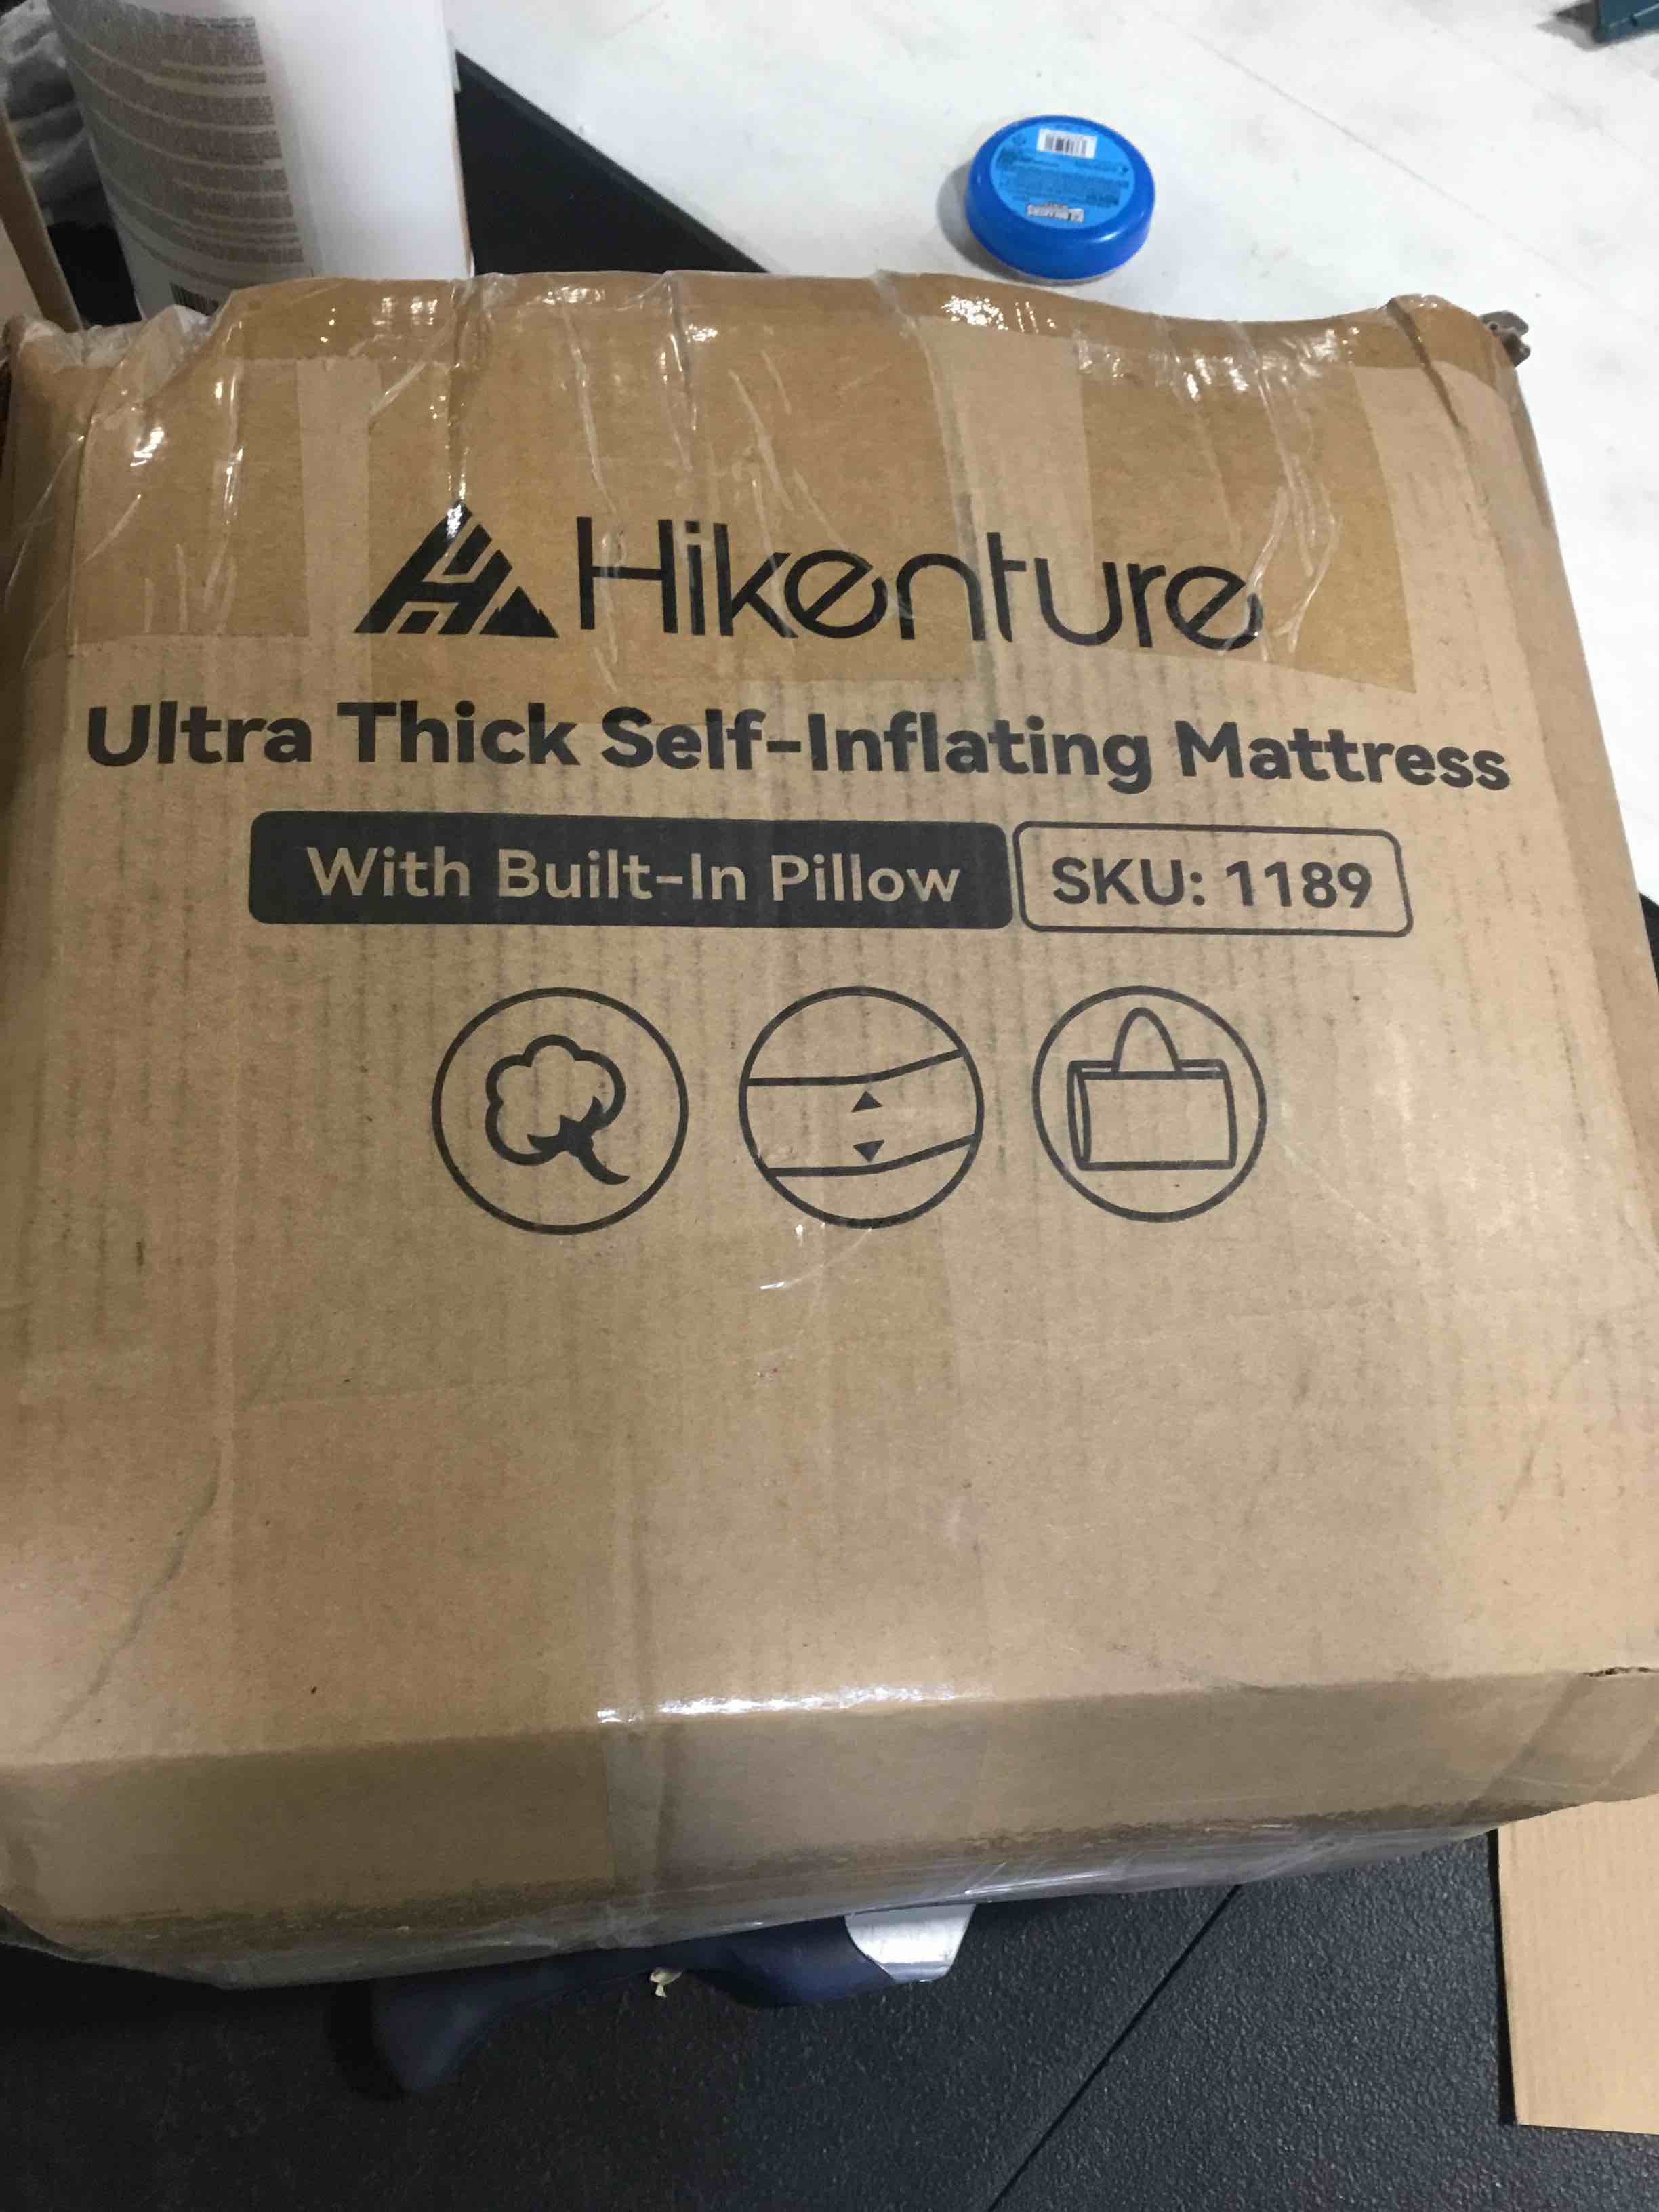 Hikenture
Ultra Thick Self-Inflating Mattress
With Built-In Pillow
SKU: 1189